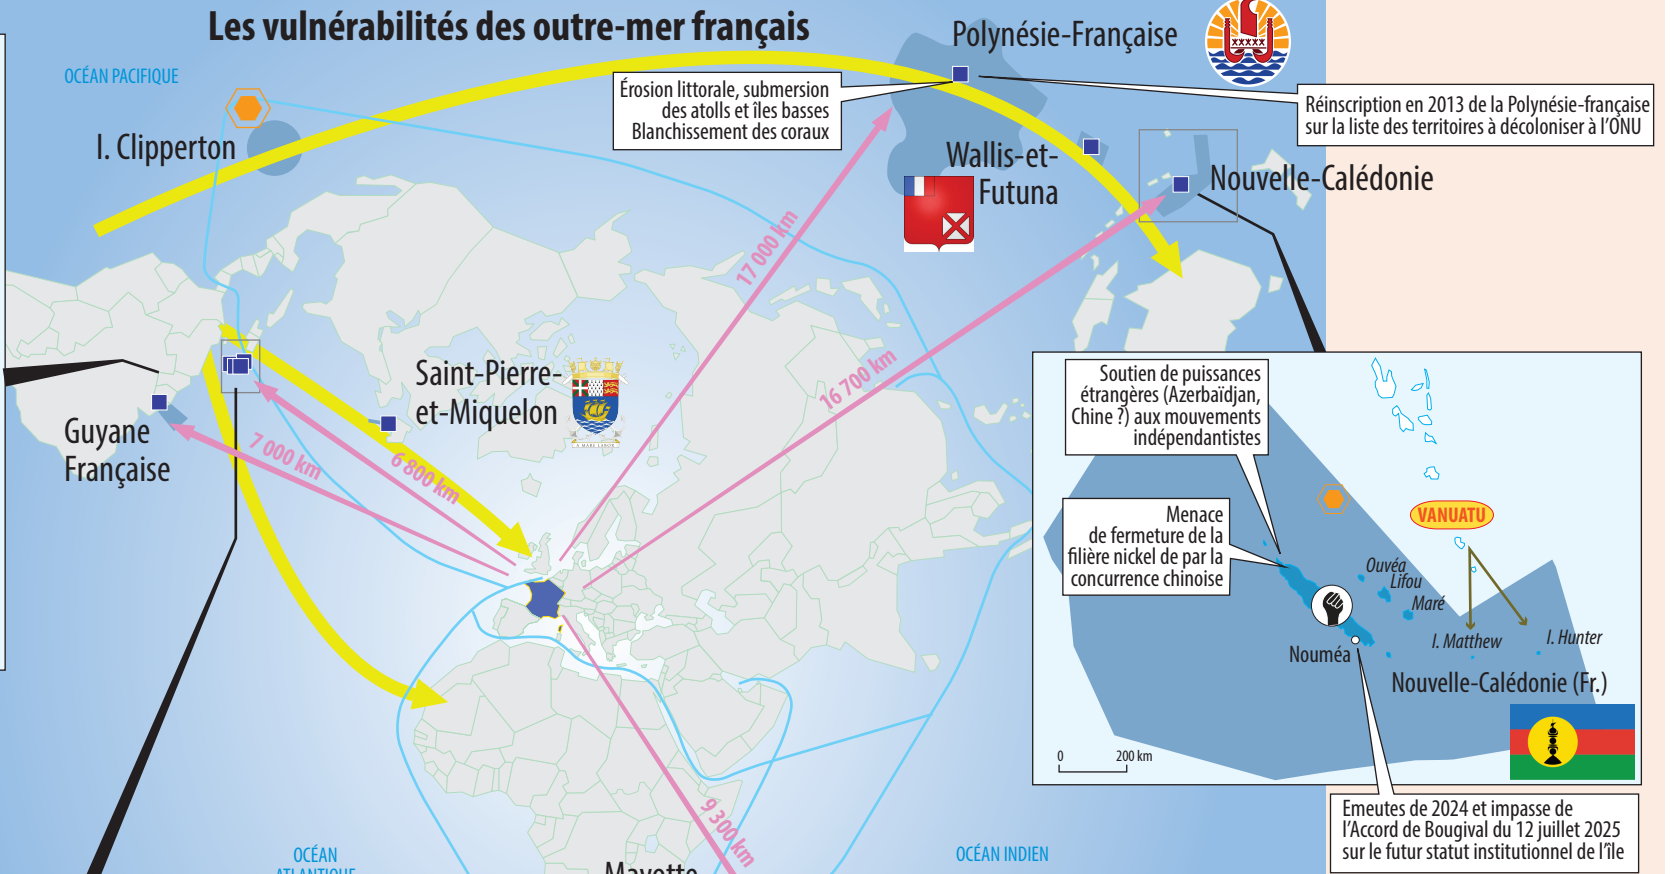 Les vulnérabilités des outre-mer français
Polynésie-Française
OCÉAN PACIFIQUE
Érosion littorale, submersion
des atolls et îles basses
Blanchissement des coraux
Réinscription en 2013 de la Polynésie-française
sur la liste des territoires à décoloniser à l'ONU
I. Clipperton
Wallis-et-
Futuna
Nouvelle-Calédonie
17 000 km
16 700 km
Saint-Pierre-
et-Miquelon
Guyane
Française
7 000 km
6 800 km
Soutien de puissances
étrangères (Azerbaïdjan,
Chine ?) aux mouvements
indépendantistes
Menace
de fermeture de la
filière nickel de par la
concurrence chinoise
VANUATU
Ouvéa
Lifou
Maré
I. Matthew
I. Hunter
Nouméa
Nouvelle-Calédonie (Fr.)
0 200 km
Emeutes de 2024 et impasse de
l'Accord de Bougival du 12 juillet 2025
sur le futur statut institutionnel de l'île
9 300 km
OCÉAN
ATLANTIQUE
Mayotte
OCÉAN INDIEN